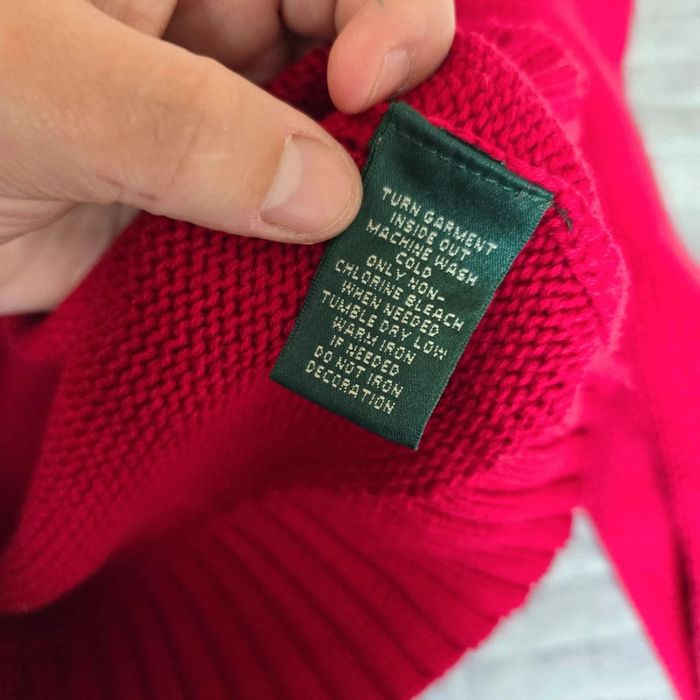 TURN GARMENT
INSIDE OUT
MACHINE WASH
COLD
ONLY NON-
CHLORINE BLEACH
WHEN NEEDED
TUMBLE DRY LOW
WARM IRON
IF NEEDED
DO NOT IRON
DECORATION